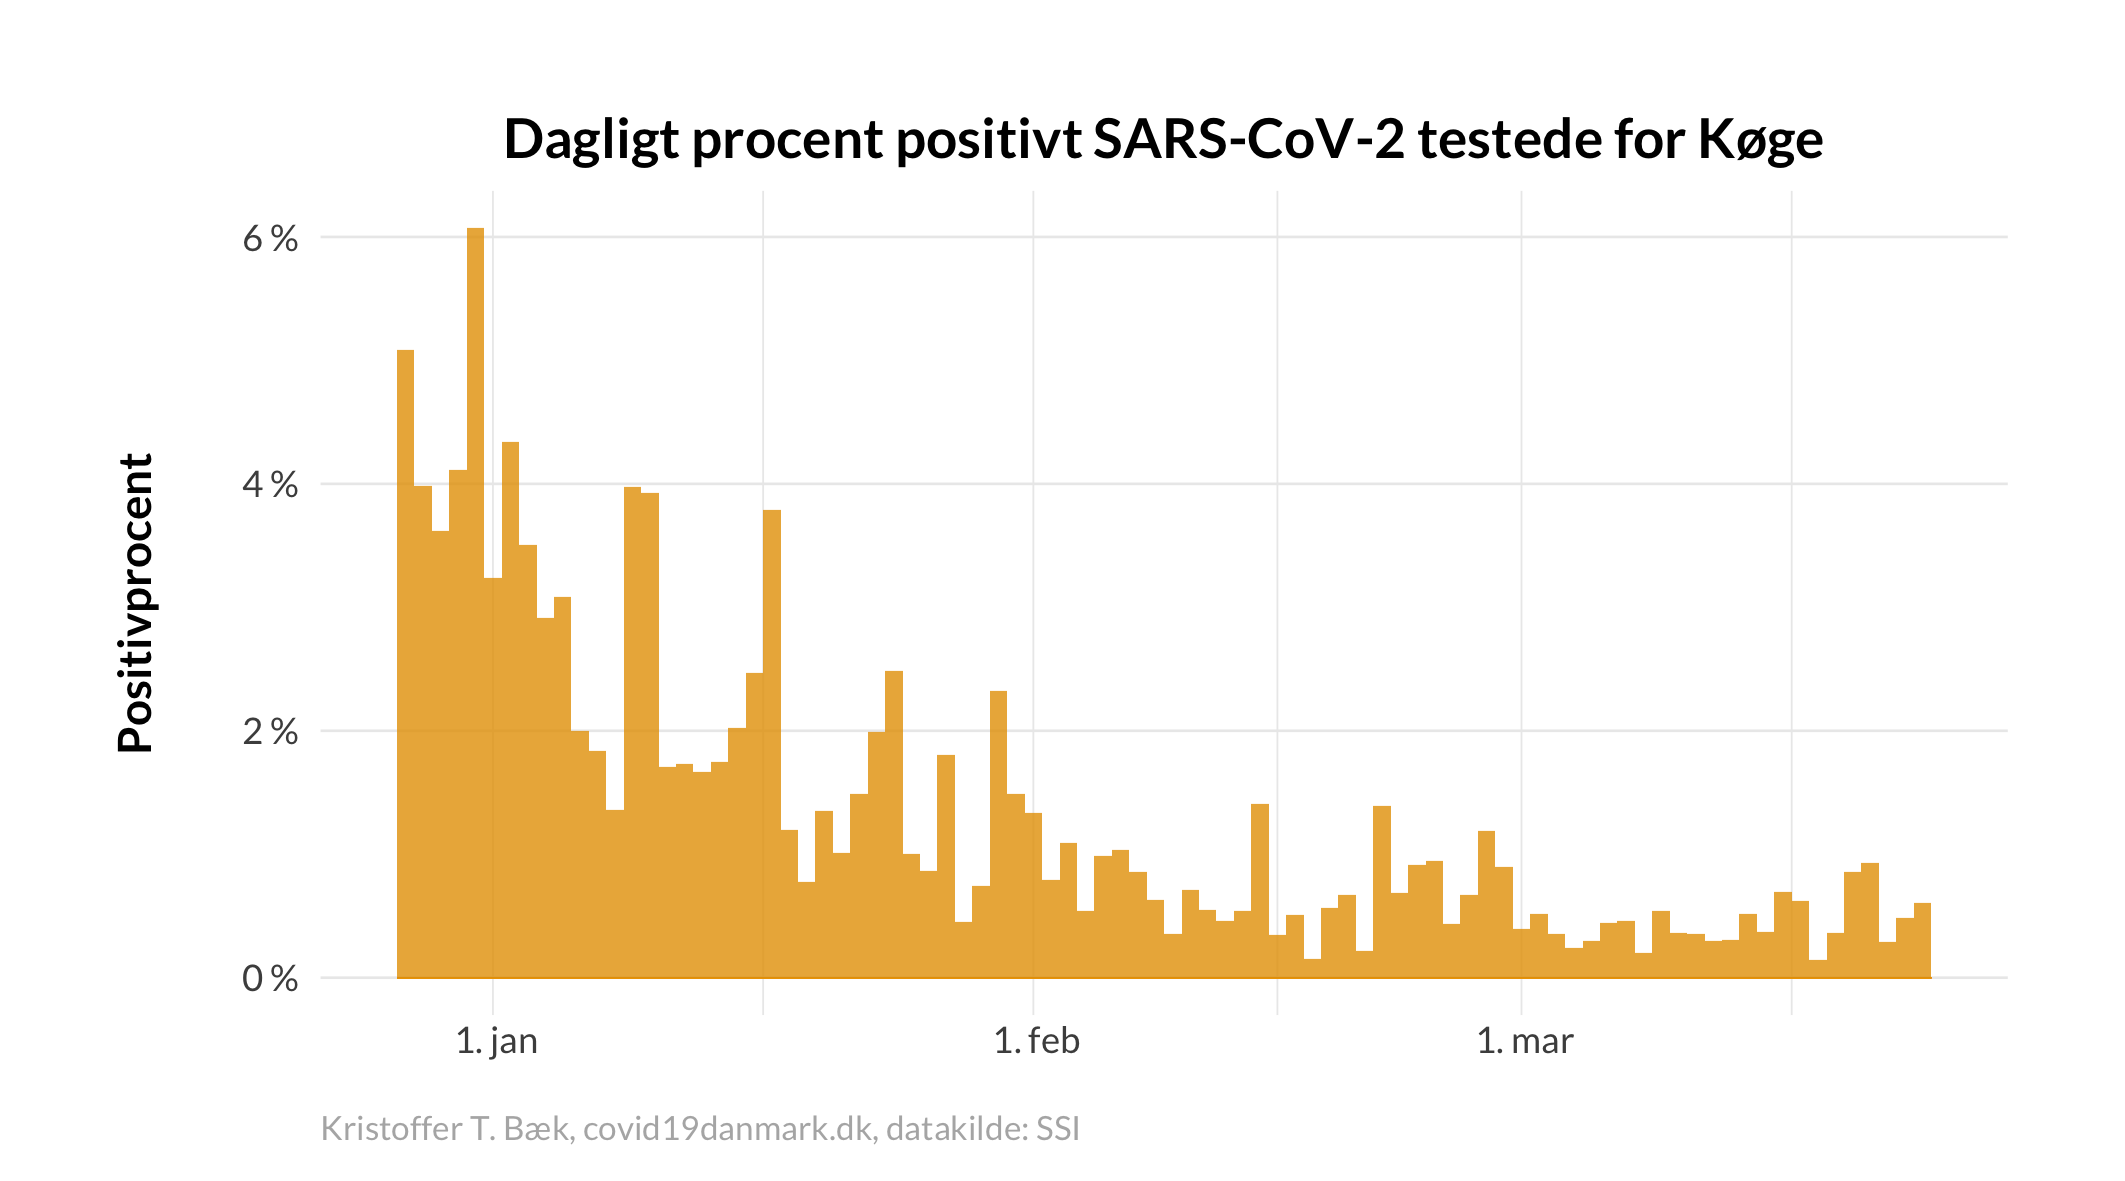 Dagligt procent positivt SARS-CoV-2 testede for Køge
Positivprocent
6 %
4 %
2 %
0 %
1. jan
1. feb
1. mar
Kristoffer T. Bæk, covid19danmark.dk, datakilde: SSI